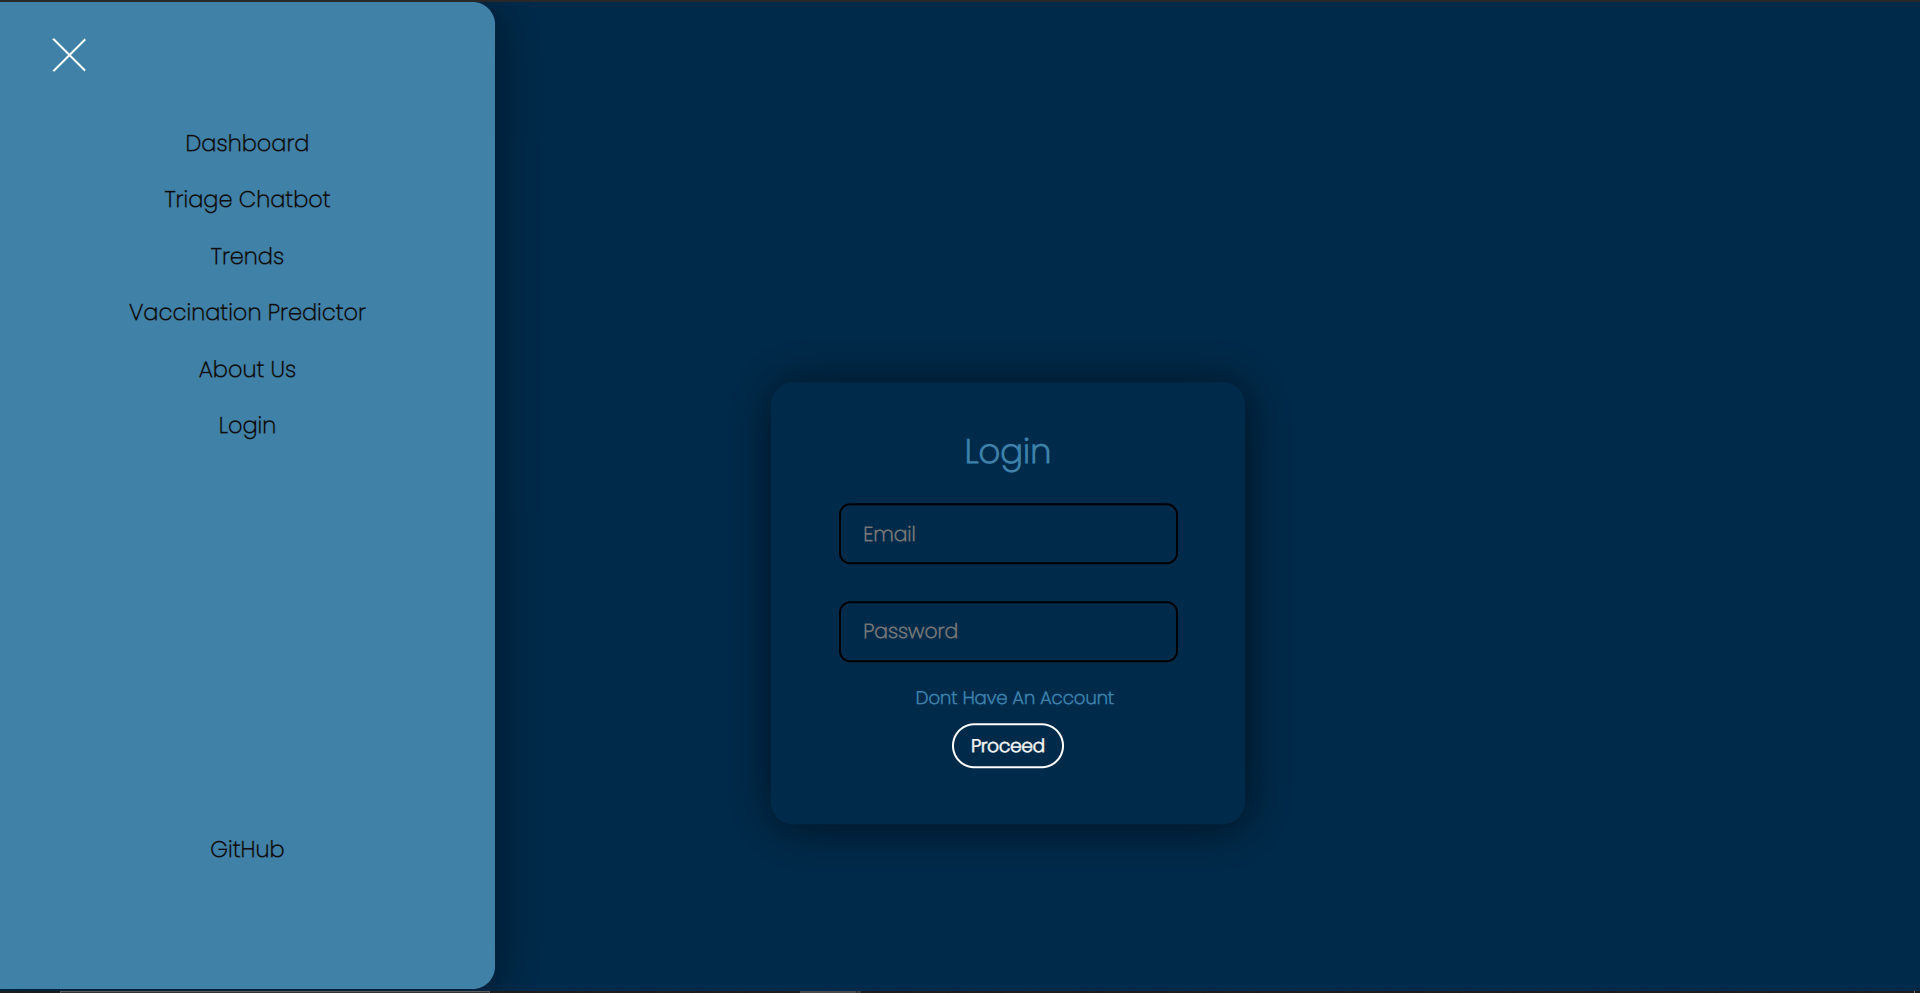 Dashboard
Triage Chatbot
Trends
Vaccination Predictor
About Us
Login
GitHub
Login
Email
Password
Dont Have An Account
Proceed